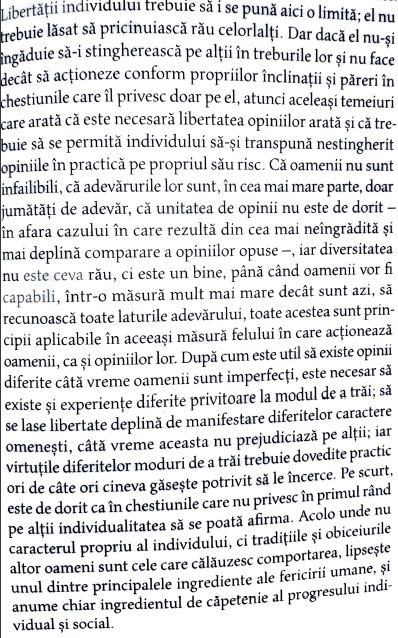 Libertății individului trebuie să i se pună aici o limită; el nu
trebuie lăsat să pricinuiască rău celorlalți. Dar dacă el nu-și
îngăduie să-i stingherească pe alții în treburile lor și nu face
decât să acționeze conform propriilor înclinații și păreri în
chestiunile care îl privesc doar pe el, atunci aceleași temeiuri
care arată că este necesară libertatea opiniilor arată și că tre-
buie să se permită individului să-și transpună nestingherit
opiniile în practică pe propriul său risc. Că oamenii nu sunt
infailibili, că adevărurile lor sunt, în cea mai mare parte, doar
jumătăți de adevăr, că unitatea de opinii nu este de dorit –
în afara cazului în care rezultă din cea mai neîngrădită și
mai deplină comparare a opiniilor opuse –, iar diversitatea
nu este ceva rău, ci este un bine, până când oamenii vor fi
capabili, într-o măsură mult mai mare decât sunt azi, să
recunoască toate laturile adevărului, toate acestea sunt prin-
cipii aplicabile în aceeași măsură felului în care acționează
oamenii, ca și opiniilor lor. După cum este util să existe opinii
diferite câtă vreme oamenii sunt imperfecți, este necesar să
existe și experiențe diferite privitoare la modul de a trăi; să
se lase libertate deplină de manifestare diferitelor caractere
omenești, câtă vreme aceasta nu prejudiciază pe alții; iar
virtuțile diferitelor moduri de a trăi trebuie dovedite practic
ori de câte ori cineva găsește potrivit să le încerce. Pe scurt,
este de dorit ca în chestiunile care nu privesc în primul rând
pe alții individualitatea să se poată afirma. Acolo unde nu
caracterul propriu al individului, ci tradițiile și obiceiurile
altor oameni sunt cele care călăuzesc comportarea, lipsește
unul dintre principalele ingrediente ale fericirii umane, și
anume chiar ingredientul de căpetenie al progresului indi-
vidual și social.